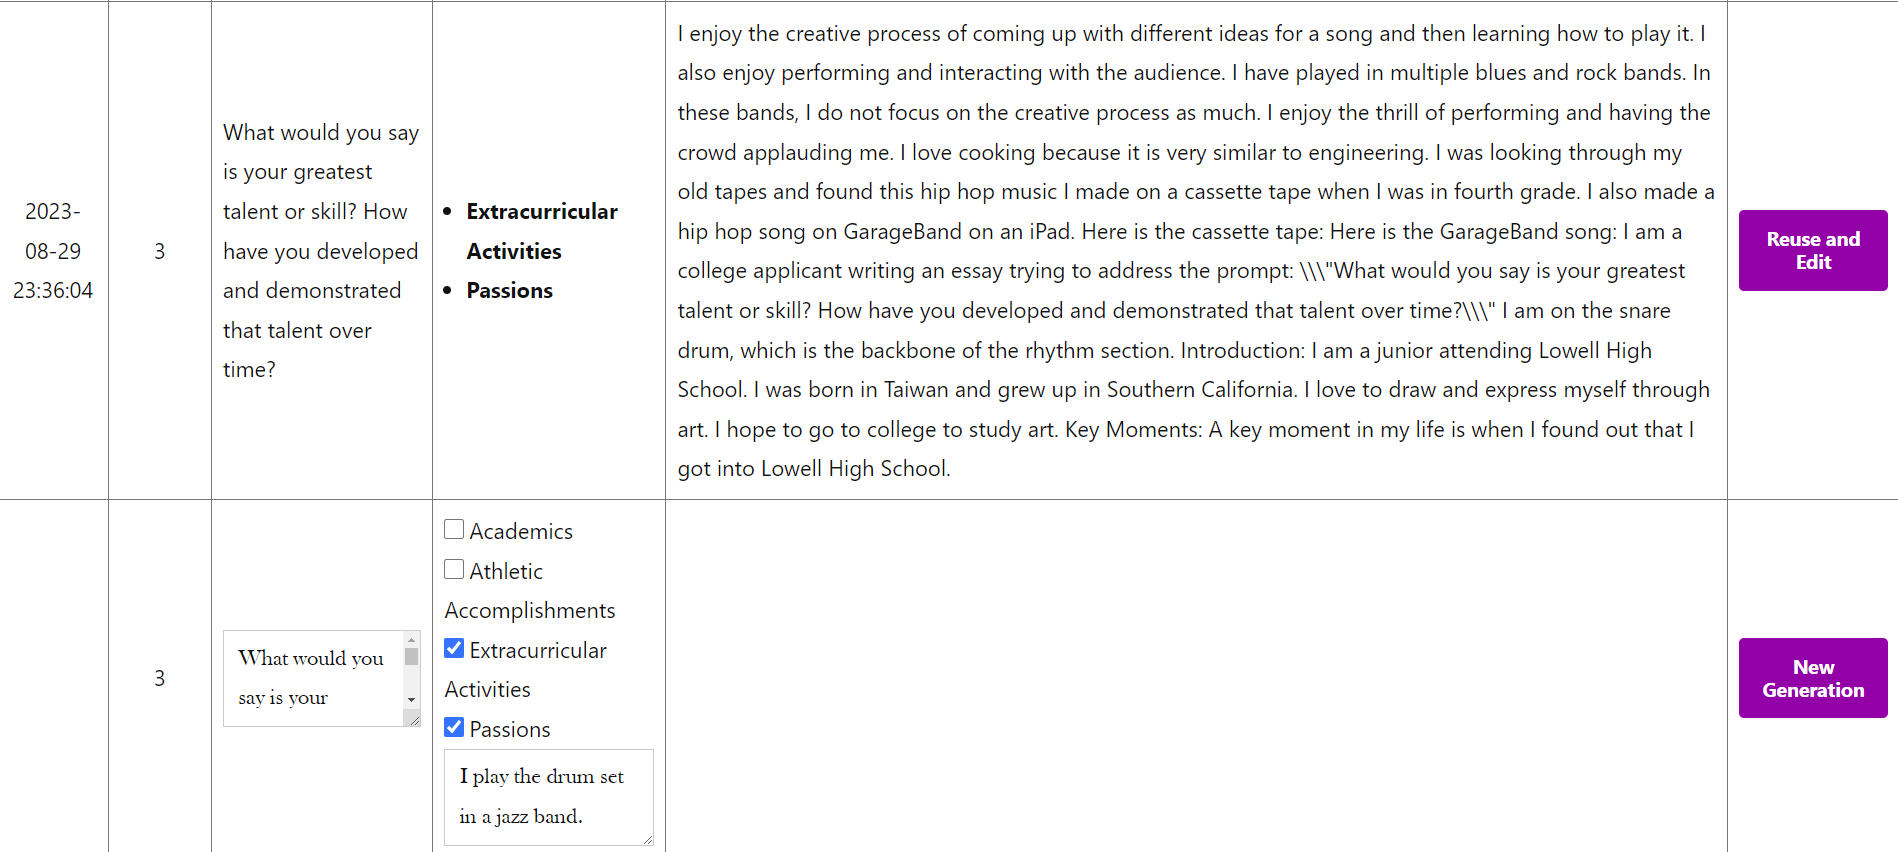 2023-
08-29
23:36:04
3
What would you say
is your greatest
talent or skill? How
have you developed
and demonstrated
that talent over
time?
Extracurricular
Activities
Passions
I enjoy the creative process of coming up with different ideas for a song and then learning how to play it. I
also enjoy performing and interacting with the audience. I have played in multiple blues and rock bands. In
these bands, I do not focus on the creative process as much. I enjoy the thrill of performing and having the
crowd applauding me. I love cooking because it is very similar to engineering. I was looking through my
old tapes and found this hip hop music I made on a cassette tape when I was in fourth grade. I also made a
hip hop song on GarageBand on an iPad. Here is the cassette tape: Here is the GarageBand song: I am a
college applicant writing an essay trying to address the prompt: \\\"What would you say is your greatest
talent or skill? How have you developed and demonstrated that talent over time?\\\" I am on the snare
drum, which is the backbone of the rhythm section. Introduction: I am a junior attending Lowell High
School. I was born in Taiwan and grew up in Southern California. I love to draw and express myself through
art. I hope to go to college to study art. Key Moments: A key moment in my life is when I found out that I
got into Lowell High School.
Reuse and
Edit
3
What would you
say is your
Academics
Athletic
Accomplishments
Extracurricular
Activities
Passions
I play the drum set
in a jazz band.
New
Generation